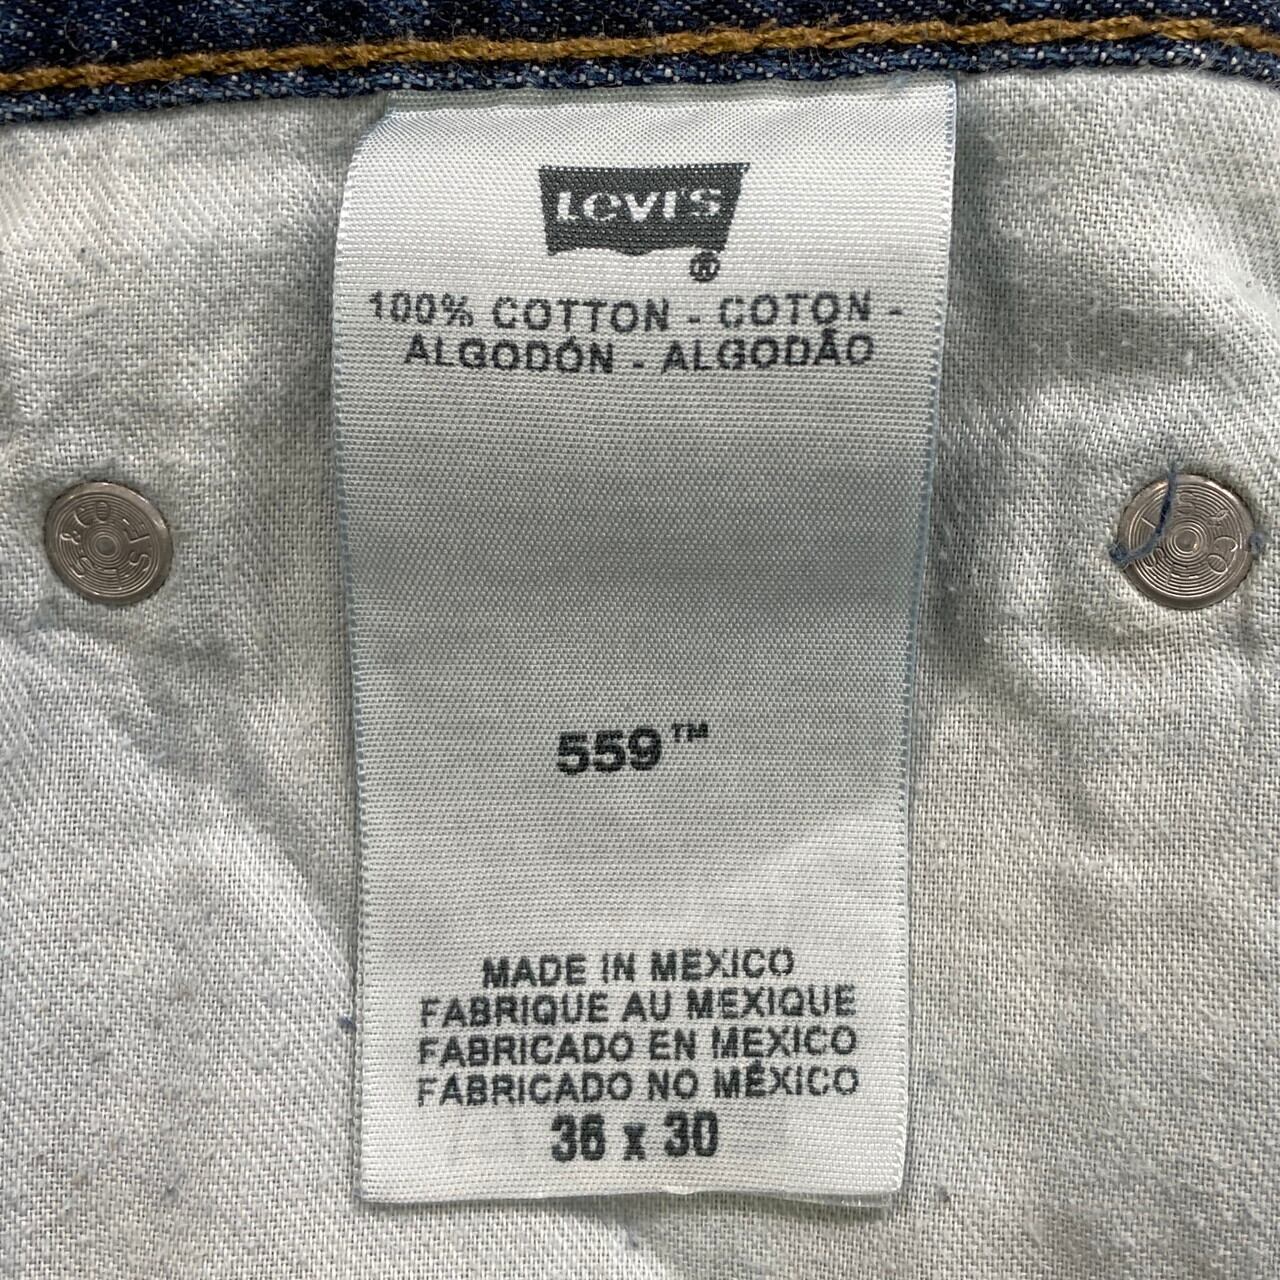 LEVI'S
®
100% COTTON - COTON -
ALGODÓN - ALGODÃO
559™
MADE IN MEXICO
FABRIQUE AU MEXIQUE
FABRICADO EN MEXICO
FABRICADO NO MÉXICO
36 x 30